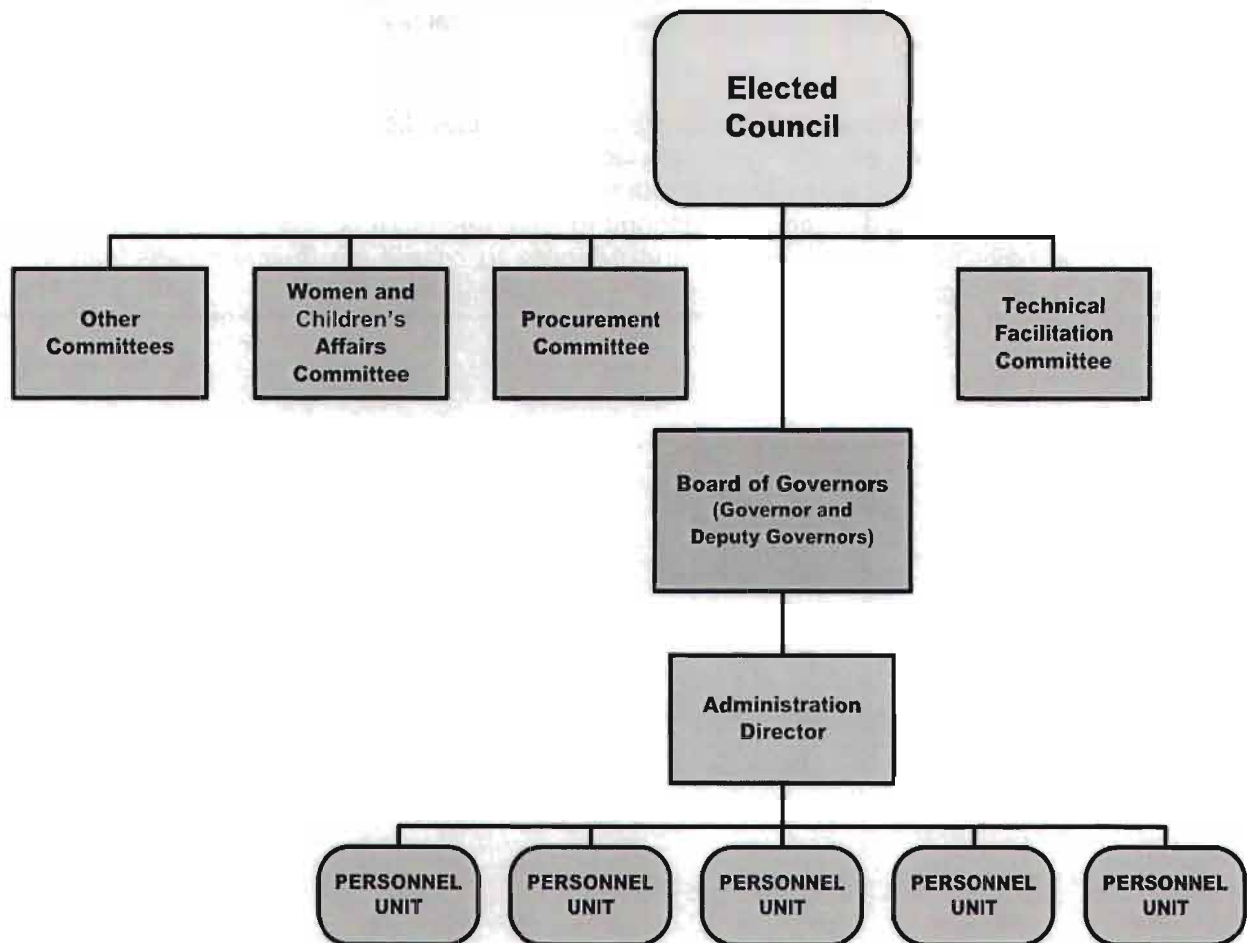 Elected
Council
Other
Committees
Women and
Children's
Affairs
Committee
Procurement
Committee
Technical
Facilitation
Committee
Board of Governors
(Governor and
Deputy Governors)
Administration
Director
PERSONNEL
UNIT
PERSONNEL
UNIT
PERSONNEL
UNIT
PERSONNEL
UNIT
PERSONNEL
UNIT